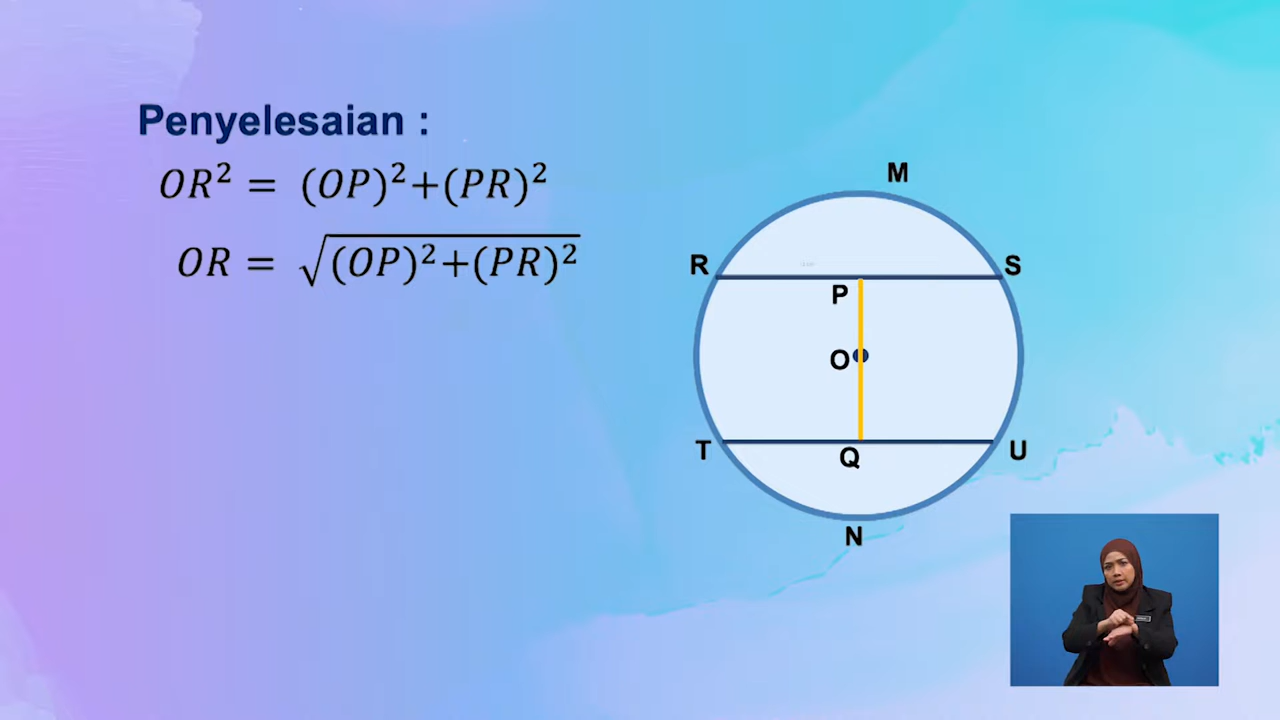 Penyelesaian :
OR² = (OP)²+(PR)²
OR = √(OP)²+(PR)²
M
R
S
P
O
T
Q
U
N